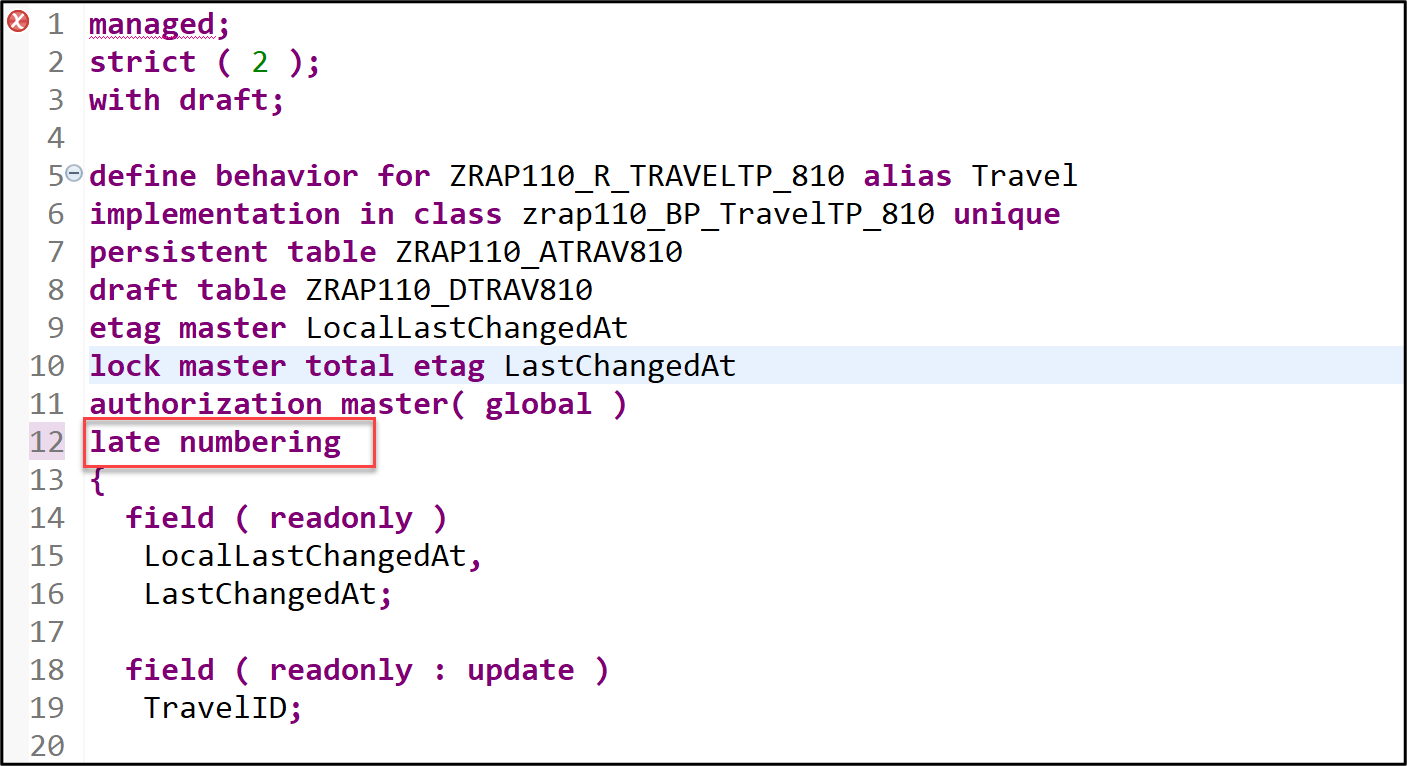 1 managed;
2 strict ( 2 );
3 with draft;
4
5 define behavior for ZRAP110_R_TRAVELTP_810 alias Travel
6 implementation in class zrap110_BP_TravelTP_810 unique
7 persistent table ZRAP110_ATRAV810
8 draft table ZRAP110_DTRAV810
9 etag master LocalLastChangedAt
10 lock master total etag LastChangedAt
11 authorization master( global )
12 late numbering
13 {
14 field ( readonly )
15 LocalLastChangedAt,
16 LastChangedAt;
17
18 field ( readonly : update )
19 TravelID;
20